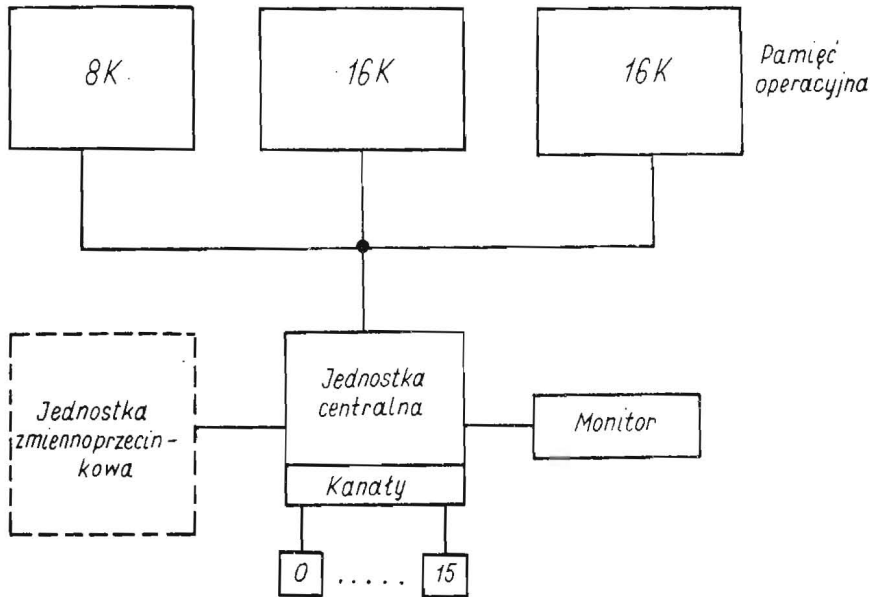 8K
16K
16K
Pamięć
operacyjna
Jednostka
zmiennoprzecin-
kowa
Jednostka
centralna
Monitor
Kanały
0 ..... 15